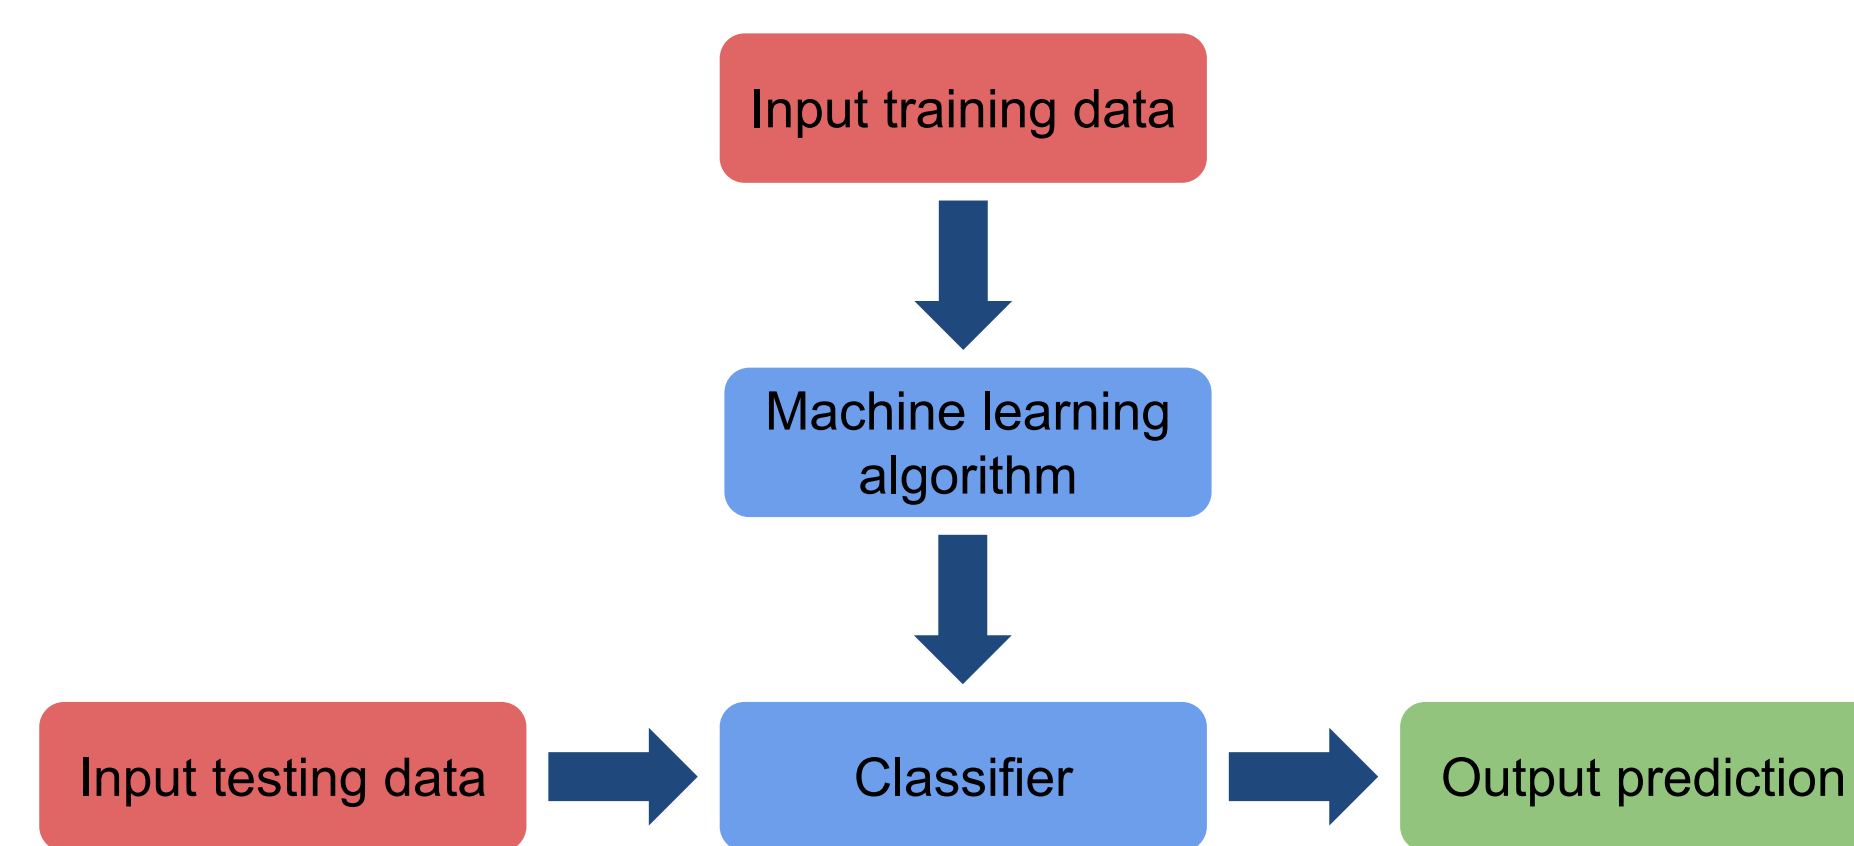 Input training data
Machine learning
algorithm
Input testing data
Classifier
Output prediction